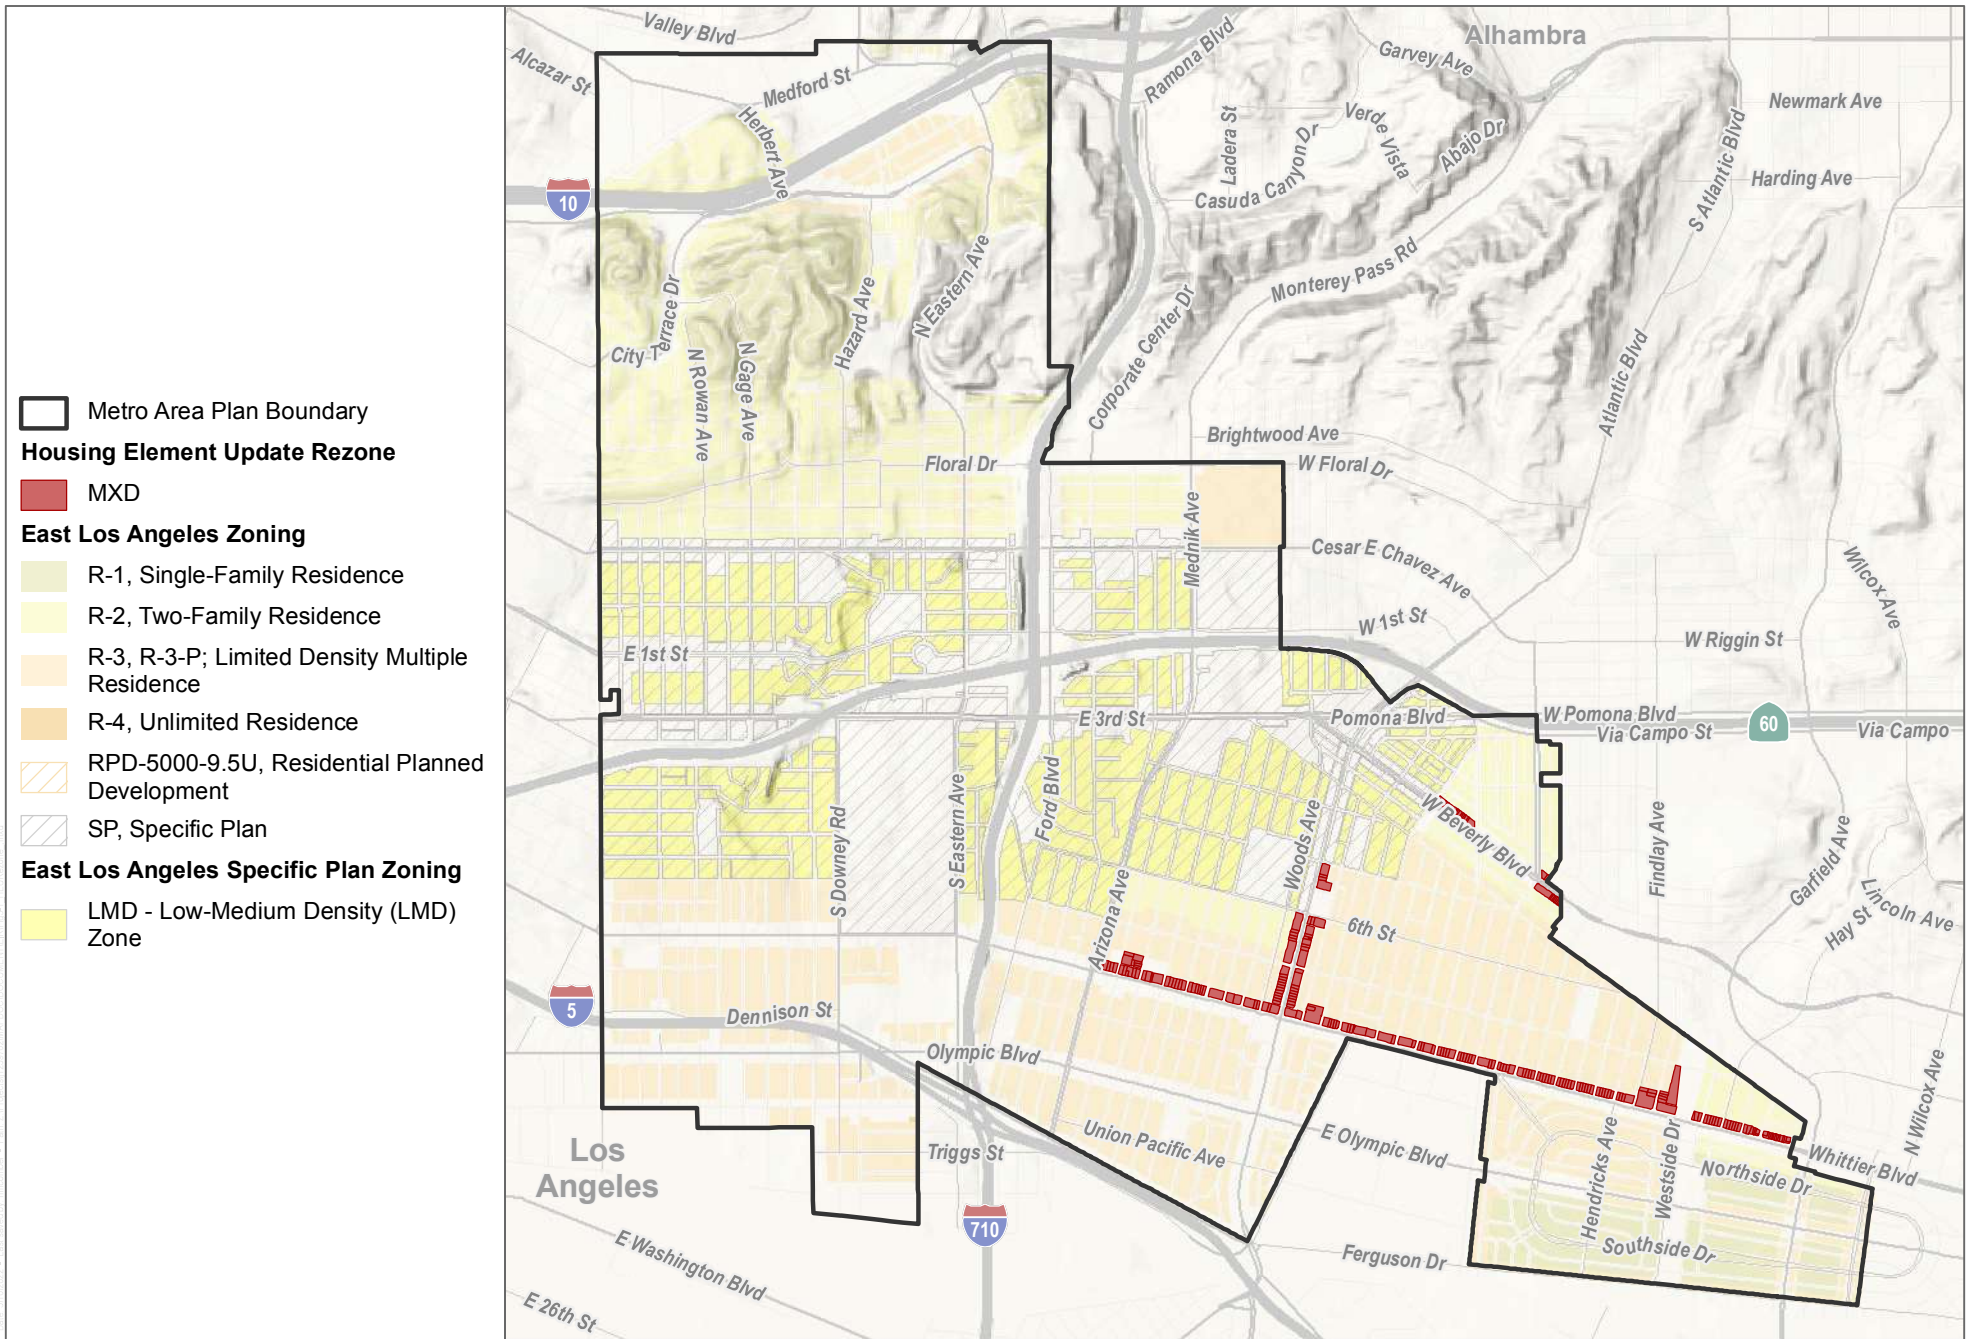 Metro Area Plan Boundary
Housing Element Update Rezone
MXD
East Los Angeles Zoning
R-1, Single-Family Residence
R-2, Two-Family Residence
R-3, R-3-P; Limited Density Multiple
Residence
R-4, Unlimited Residence
RPD-5000-9.5U, Residential Planned
Development
SP, Specific Plan
East Los Angeles Specific Plan Zoning
LMD - Low-Medium Density (LMD)
Zone
Valley Blvd
Alcazar St
Medford St
Herbert Ave
Ramona Blvd
Alhambra
Garvey Ave
Newmark Ave
Ladera St
Verde Vista
Abajo Dr
Casuda Canyon Dr
S Atlantic Blvd
Harding Ave
10
N Eastern Ave
Monterey Pass Rd
City Terrace Dr
Hazard Ave
N Rowan Ave
N Gage Ave
Corporate Center Dr
Atlantic Blvd
Brightwood Ave
Floral Dr
W Floral Dr
Mednik Ave
Cesar E Chavez Ave
Wilcox Ave
W 1st St
W Riggin St
E 1st St
E 3rd St
Pomona Blvd
W Pomona Blvd
Via Campo St
60
Via Campo
S Downey Rd
S Eastern Ave
Ford Blvd
Woods Ave
W Beverly Blvd
Findlay Ave
Garfield Ave
Lincoln Ave
Hay St
Arizona Ave
6th St
5
Dennison St
Olympic Blvd
Union Pacific Ave
E Olympic Blvd
Hendricks Ave
Westside Dr
N Wilcox Ave
Whittier Blvd
Northside Dr
Southside Dr
Los
Angeles
Triggs St
710
Ferguson Dr
E Washington Blvd
E 26th St